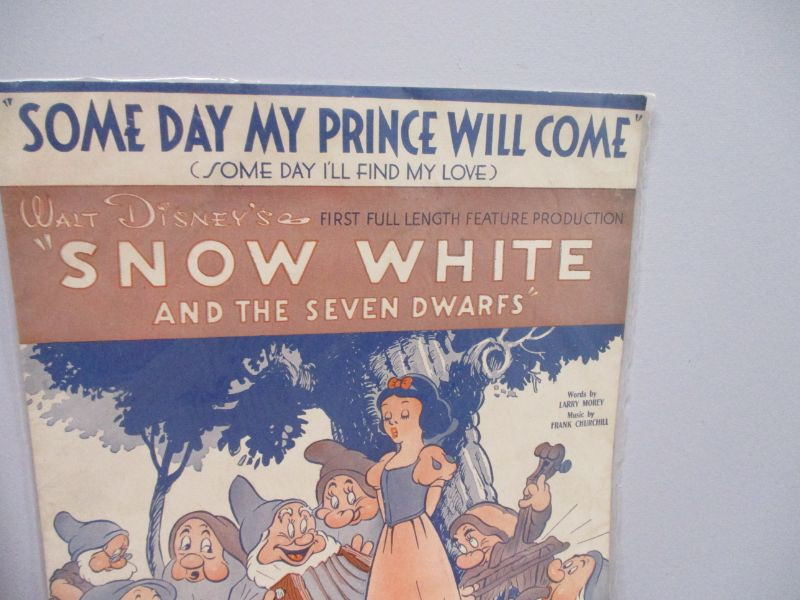 "SOME DAY MY PRINCE WILL COME"
(SOME DAY I'LL FIND MY LOVE)
WALT DISNEY'S FIRST FULL LENGTH FEATURE PRODUCTION
"SNOW WHITE
AND THE SEVEN DWARFS"
Words by
LARRY MOREY
Music by
FRANK CHURCHILL